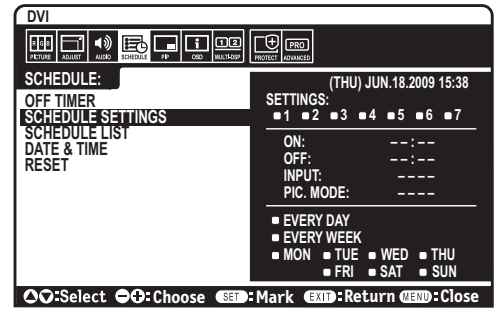 DVI
R G B
1 2
PRO
PICTURE ADJUST AUDIO SCHEDULE PIP OSD MULTI-DSP PROTECT ADVANCED
SCHEDULE:
OFF TIMER
SCHEDULE SETTINGS
SCHEDULE LIST
DATE & TIME
RESET
(THU) JUN.18.2009 15:38
SETTINGS:
1 2 3 4 5 6 7
ON: --:--
OFF: --:--
INPUT: ----
PIC. MODE: ----
EVERY DAY
EVERY WEEK
MON TUE WED THU
FRI SAT SUN
:Select :Choose SET:Mark EXIT:Return MENU:Close